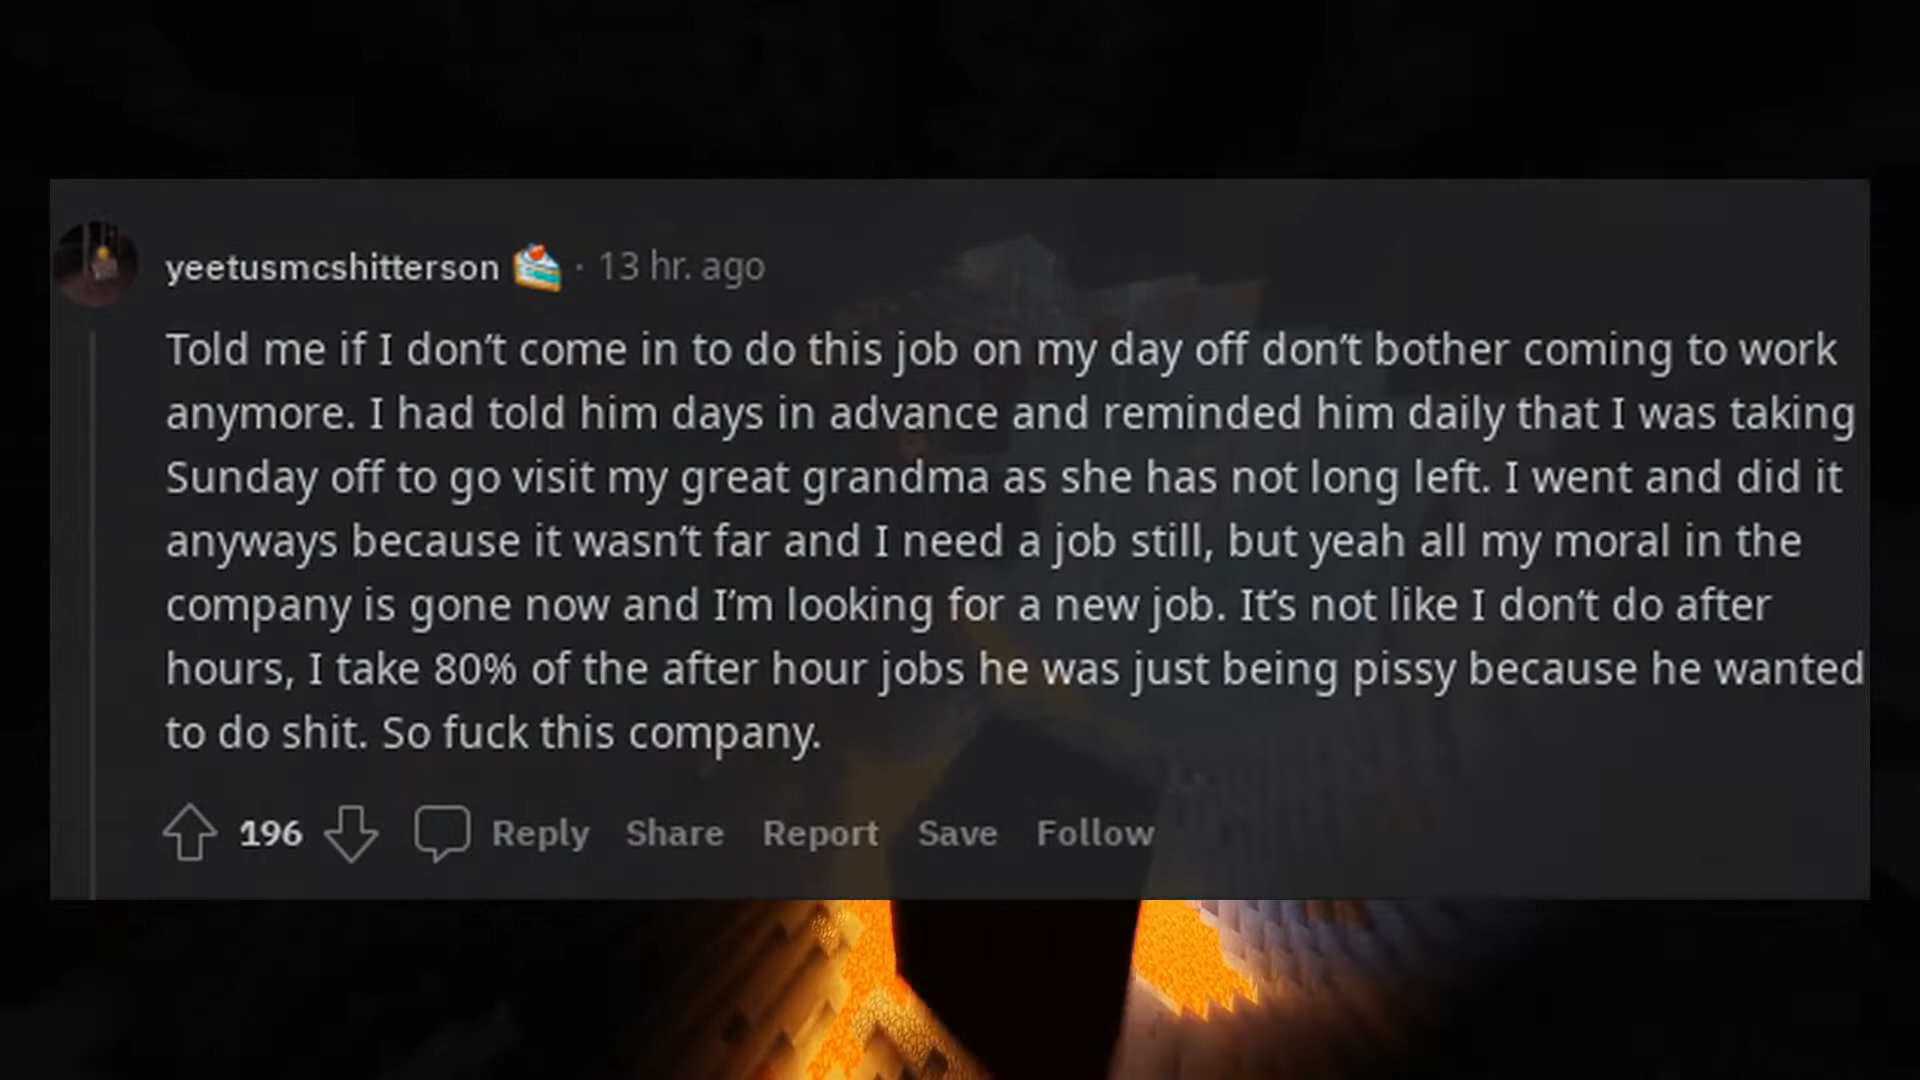 yeetusmcshitterson 🍰 · 13 hr. ago
Told me if I don’t come in to do this job on my day off don’t bother coming to work
anymore. I had told him days in advance and reminded him daily that I was taking
Sunday off to go visit my great grandma as she has not long left. I went and did it
anyways because it wasn’t far and I need a job still, but yeah all my moral in the
company is gone now and I’m looking for a new job. It’s not like I don’t do after
hours, I take 80% of the after hour jobs he was just being pissy because he wanted
to do shit. So fuck this company.
196 Reply Share Report Save Follow